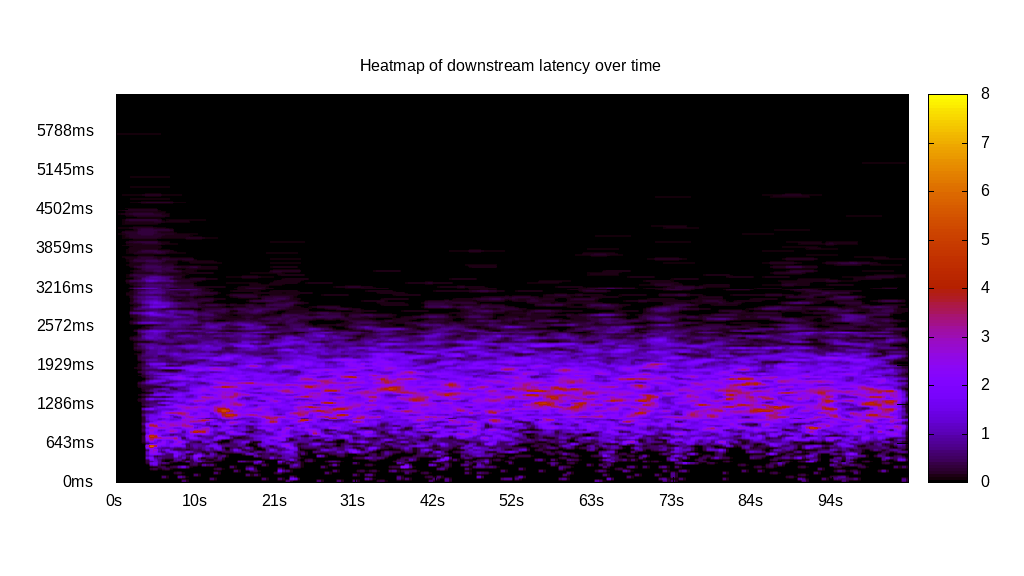 Heatmap of downstream latency over time
5788ms
5145ms
4502ms
3859ms
3216ms
2572ms
1929ms
1286ms
643ms
0ms
0s 10s 21s 31s 42s 52s 63s 73s 84s 94s
8
7
6
5
4
3
2
1
0